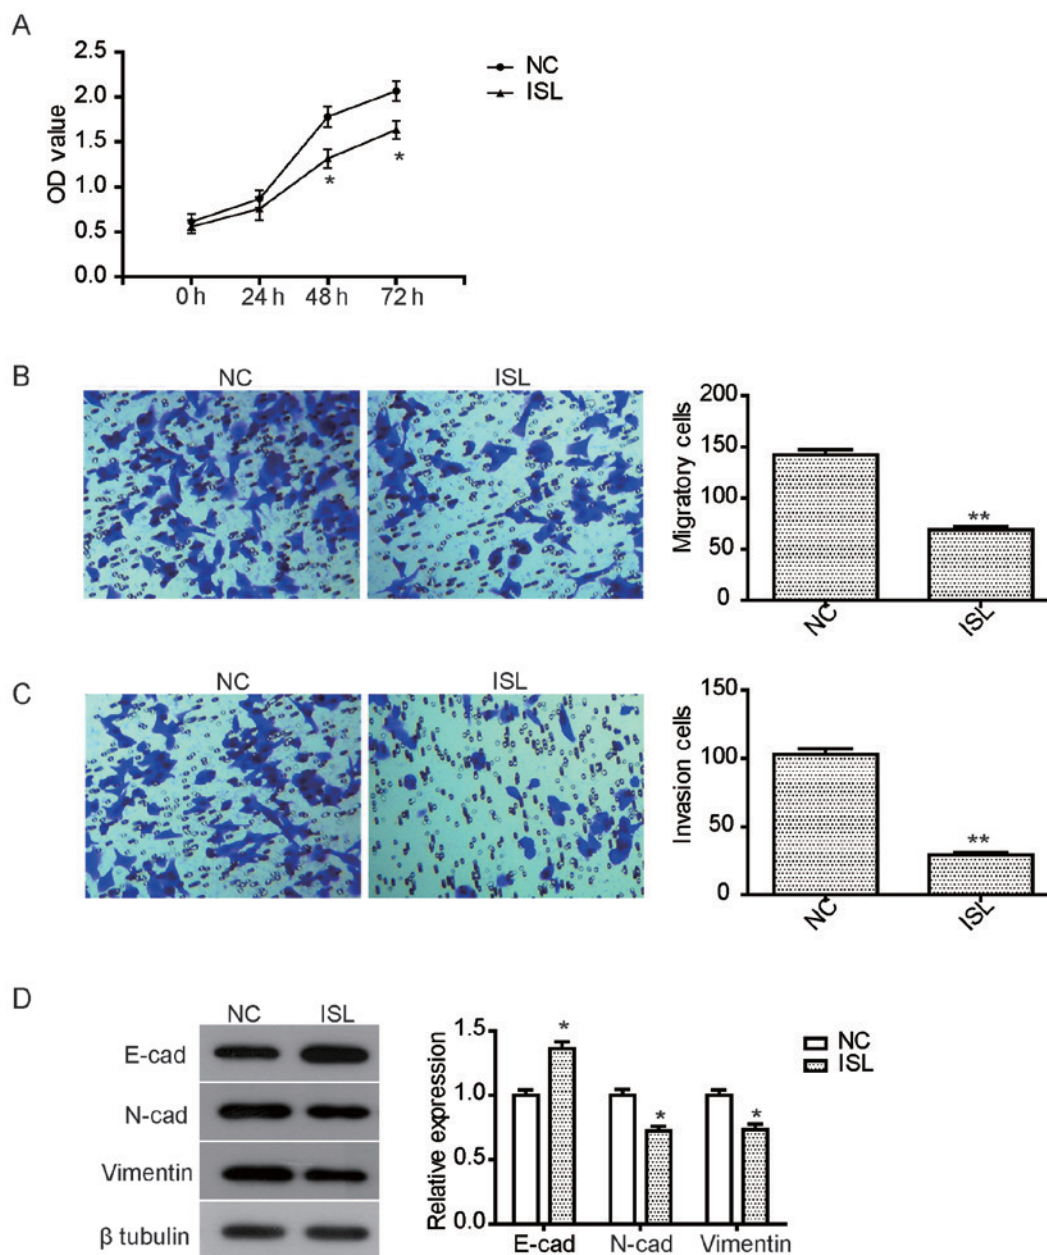 A
2.5
2.0
1.5
1.0
0.5
0.0
OD value
0 h 24 h 48 h 72 h
NC
ISL
*
*
B
NC ISL
200
150
100
50
0
Migratory cells
**
NC ISL
C
NC ISL
150
100
50
0
Invasion cells
**
NC ISL
D
NC ISL
E-cad
N-cad
Vimentin
β tubulin
1.5
1.0
0.5
0.0
Relative expression
* * *
E-cad N-cad Vimentin
NC
ISL